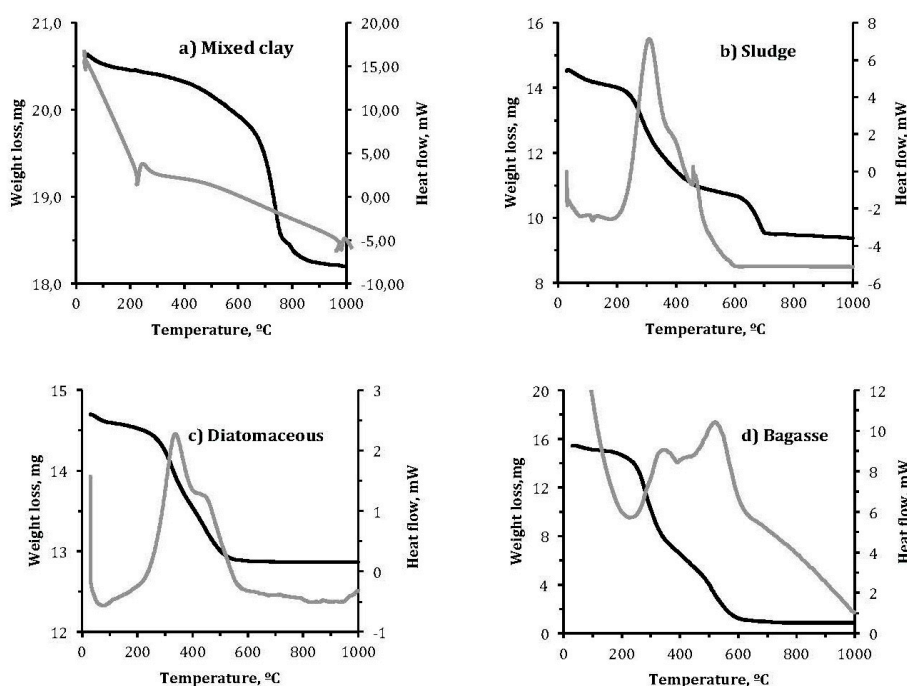 a) Mixed clay
Weight loss,mg
21,0
20,0
19,0
18,0
20,00
15,00
10,00
5,00
0,00
-5,00
-10,00
Heat flow, mW
0 200 400 600 800 1000
Temperature, ºC
b) Sludge
Weight loss, mg
16
14
12
10
8
8
6
4
2
0
-2
-4
-6
Heat flow, mW
0 200 400 600 800 1000
Temperature, ºC
c) Diatomaceous
Weight loss, mg
15
14
13
12
3
2
1
0
-1
Heat flow, mW
0 200 400 600 800 1000
Temperature, ºC
d) Bagasse
Weight loss,mg
20
16
12
8
4
0
12
10
8
6
4
2
0
Heat flow, mW
0 200 400 600 800 1000
Temperature, ºC